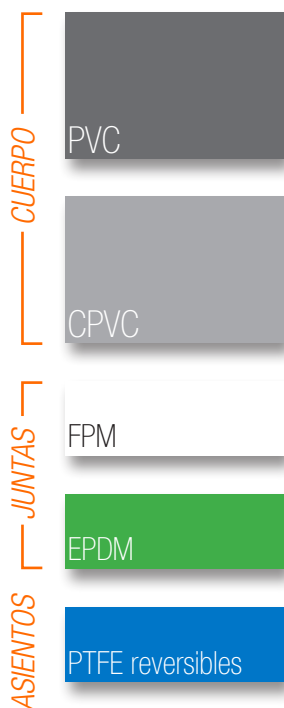 CUERPO
PVC
CPVC
JUNTAS
FPM
EPDM
ASIENTOS
PTFE reversibles